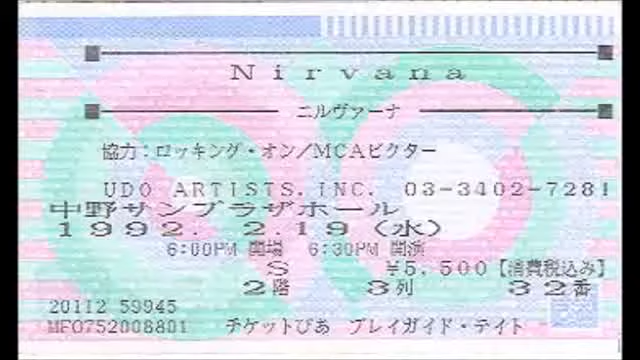 Nirvana
ニルヴァーナ
協力：ロッキング・オン／MCAビクター
UDO ARTISTS. INC. 03-3402-7281
中野サンプラザホール
1992. 2.19 (水)
6:00PM 開場 6:30PM 開演
S ¥5,500【消費税込み】
2階 3列 32番
20112 59945
MF0752008801 チケットぴあ プレイガイド・テイト